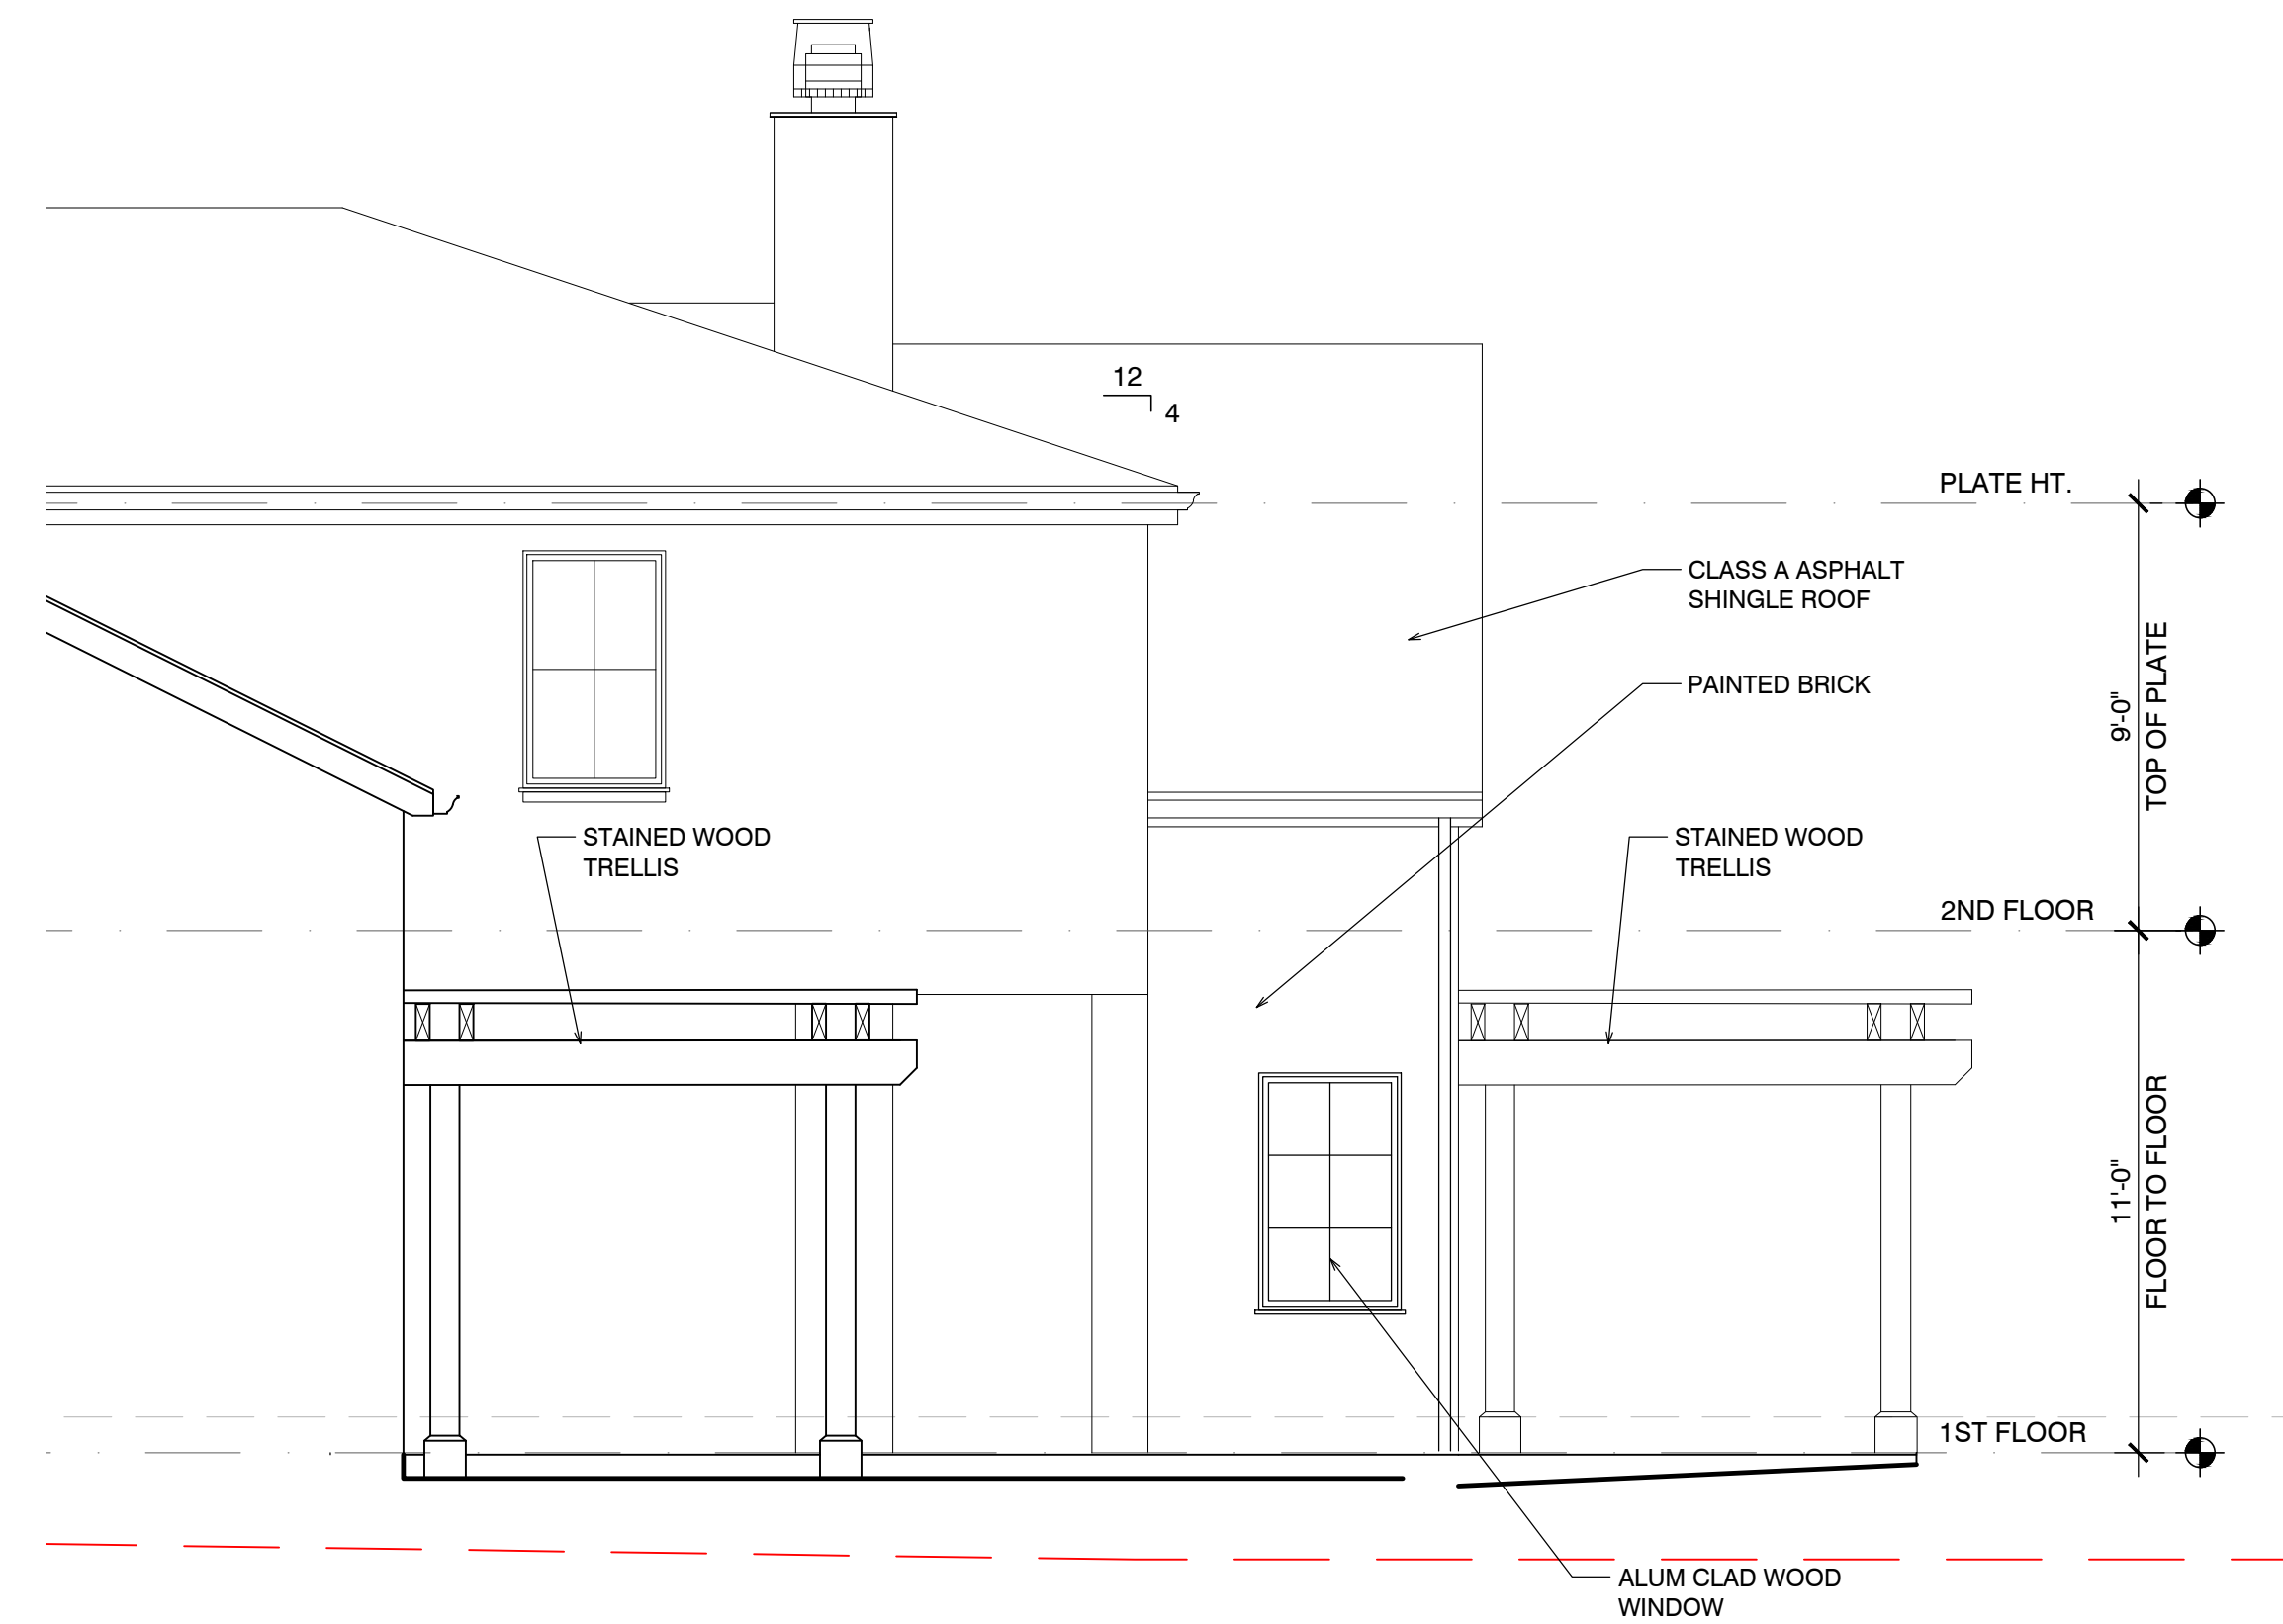 12
4
PLATE HT.
CLASS A ASPHALT
SHINGLE ROOF
PAINTED BRICK
9'-0"
TOP OF PLATE
STAINED WOOD
TRELLIS
STAINED WOOD
TRELLIS
2ND FLOOR
11'-0"
FLOOR TO FLOOR
1ST FLOOR
ALUM CLAD WOOD
WINDOW